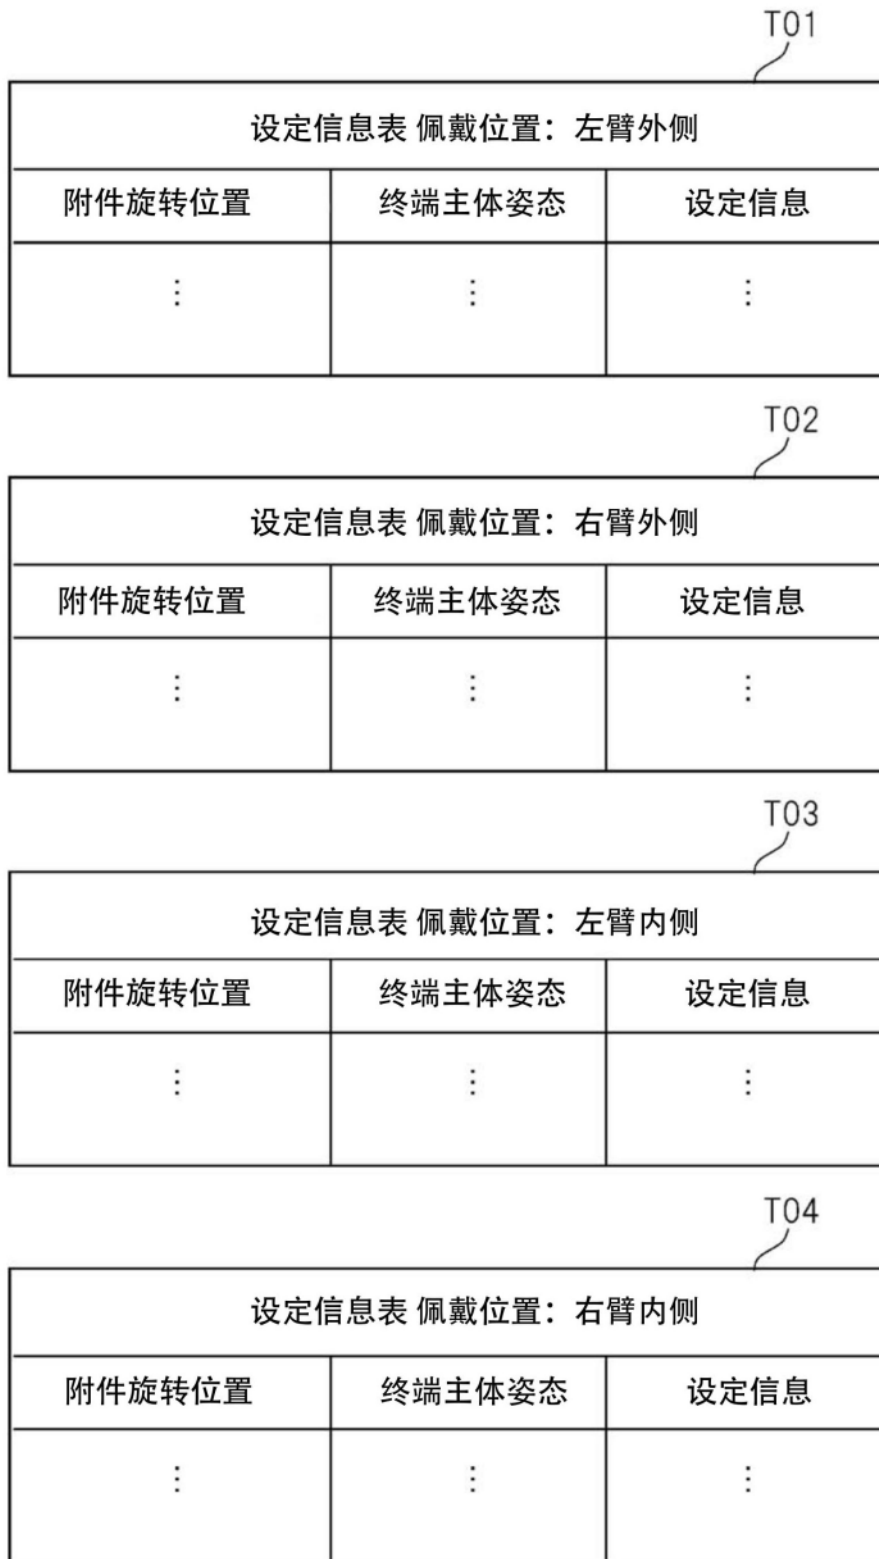 T01
设定信息表 佩戴位置：左臂外侧
附件旋转位置 终端主体姿态 设定信息
⋮ ⋮ ⋮
T02
设定信息表 佩戴位置：右臂外侧
附件旋转位置 终端主体姿态 设定信息
⋮ ⋮ ⋮
T03
设定信息表 佩戴位置：左臂内侧
附件旋转位置 终端主体姿态 设定信息
⋮ ⋮ ⋮
T04
设定信息表 佩戴位置：右臂内侧
附件旋转位置 终端主体姿态 设定信息
⋮ ⋮ ⋮